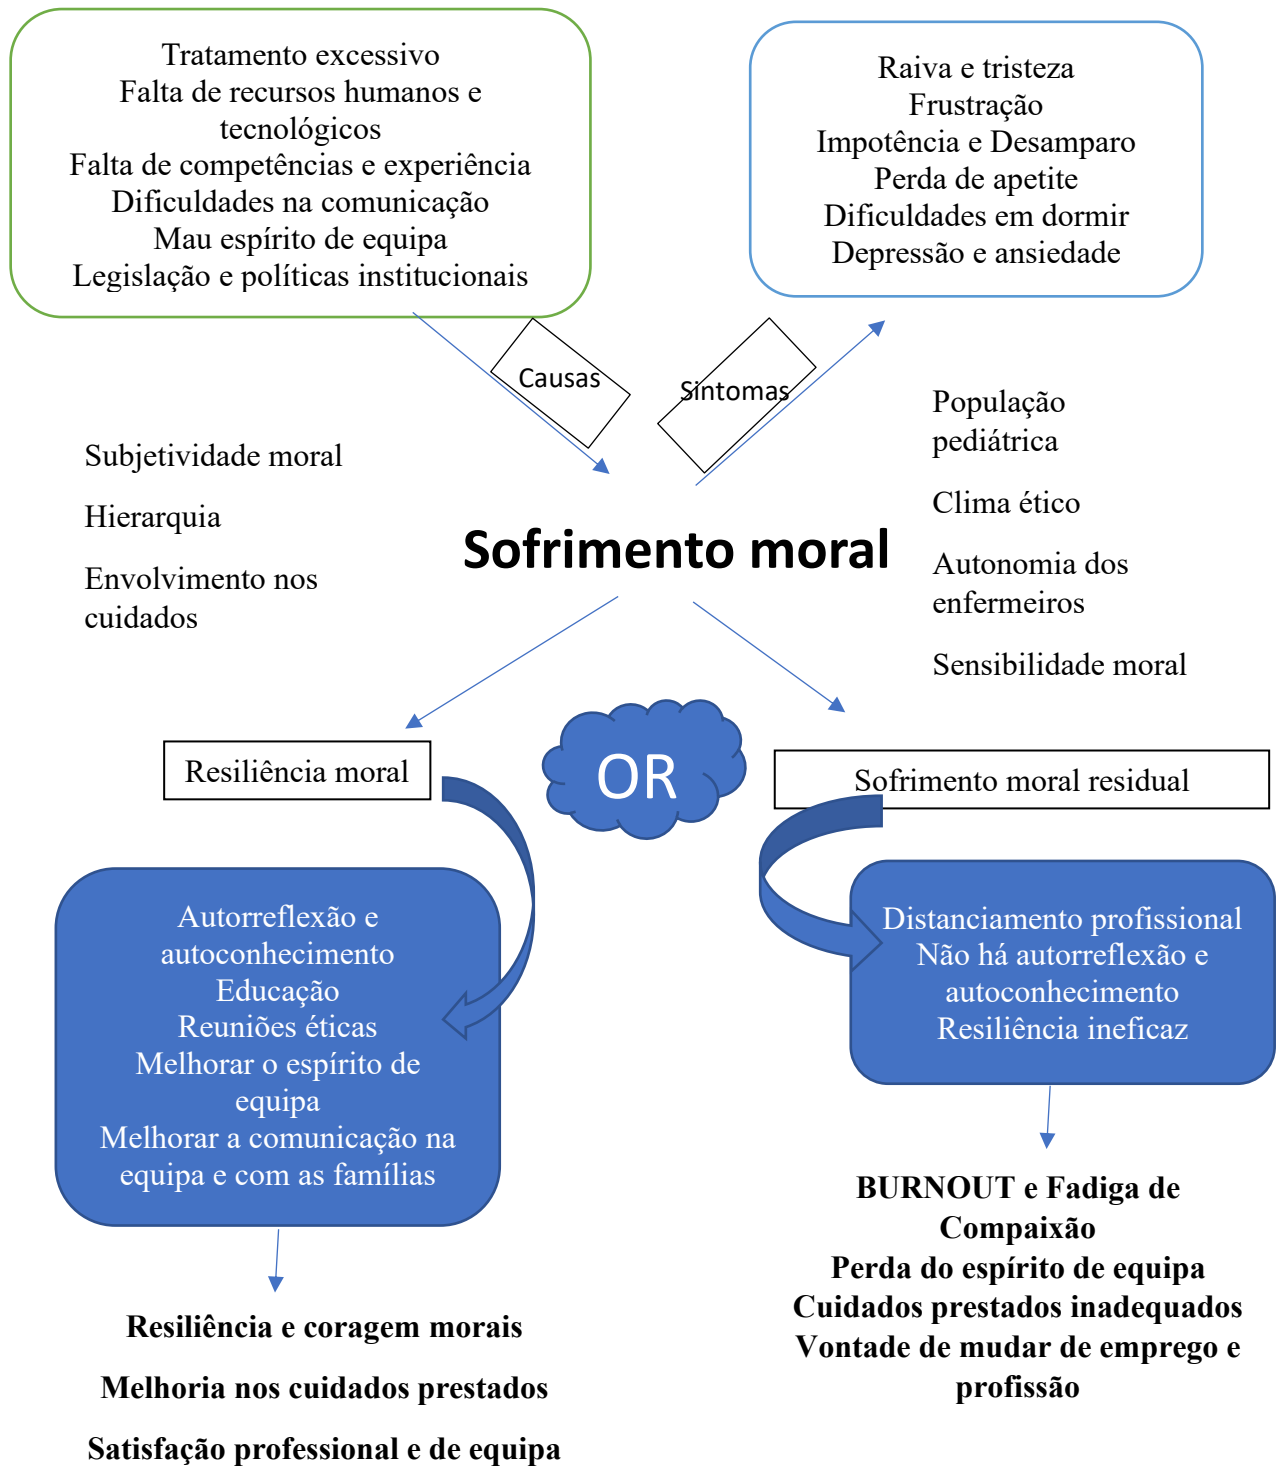 Tratamento excessivo
Falta de recursos humanos e
tecnológicos
Falta de competências e experiência
Dificuldades na comunicação
Mau espírito de equipa
Legislação e políticas institucionais
Raiva e tristeza
Frustração
Impotência e Desamparo
Perda de apetite
Dificuldades em dormir
Depressão e ansiedade
Causas
Sintomas
Subjetividade moral
Hierarquia
Envolvimento nos
cuidados
População
pediátrica
Clima ético
Autonomia dos
enfermeiros
Sensibilidade moral
Sofrimento moral
Resiliência moral
OR
Sofrimento moral residual
Autorreflexão e
autoconhecimento
Educação
Reuniões éticas
Melhorar o espírito de
equipa
Melhorar a comunicação na
equipa e com as famílias
Distanciamento profissional
Não há autorreflexão e
autoconhecimento
Resiliência ineficaz
Resiliência e coragem morais
Melhoria nos cuidados prestados
Satisfação professional e de equipa
BURNOUT e Fadiga de
Compaixão
Perda do espírito de equipa
Cuidados prestados inadequados
Vontade de mudar de emprego e
profissão